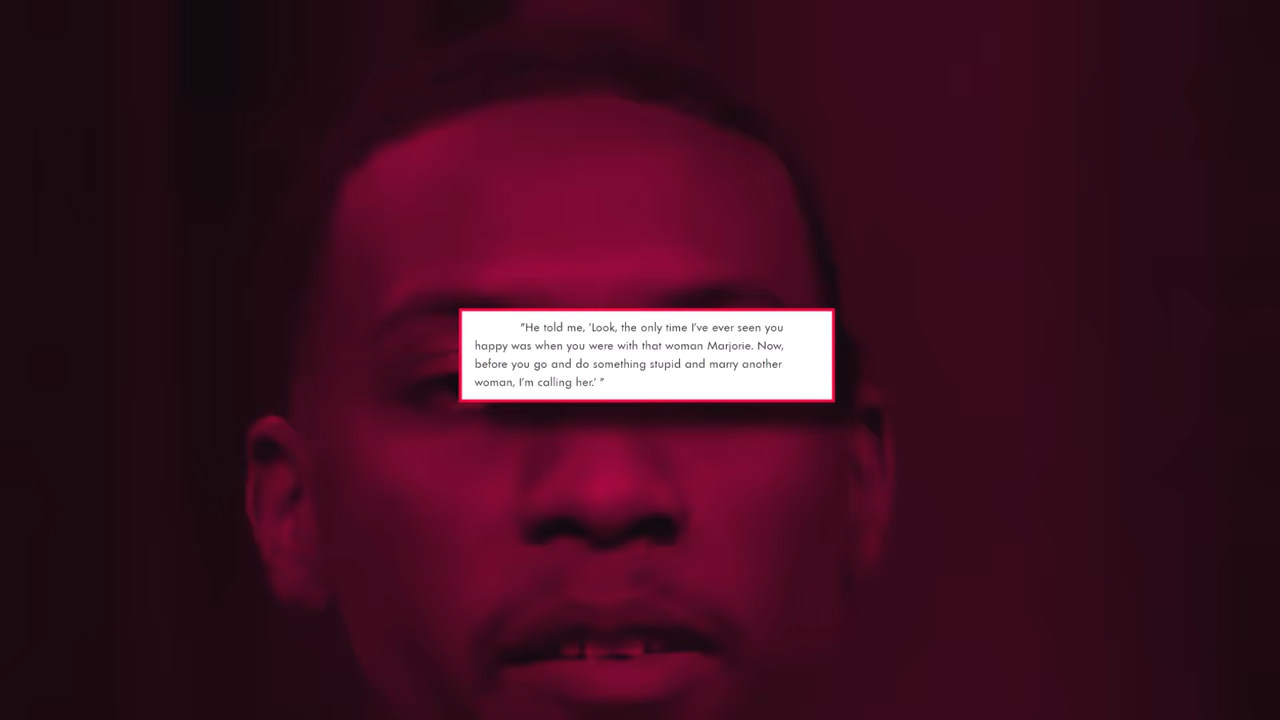 "He told me, 'Look, the only time I've ever seen you
happy was when you were with that woman Marjorie. Now,
before you go and do something stupid and marry another
woman, I'm calling her.' "